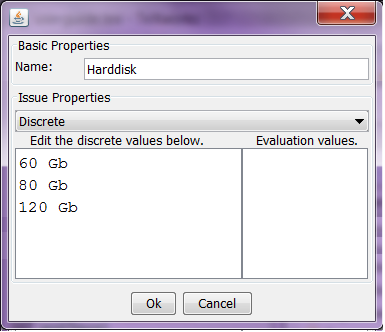 Basic Properties
Name: Harddisk
Issue Properties
Discrete
Edit the discrete values below. Evaluation values.
60 Gb
80 Gb
120 Gb
Ok Cancel